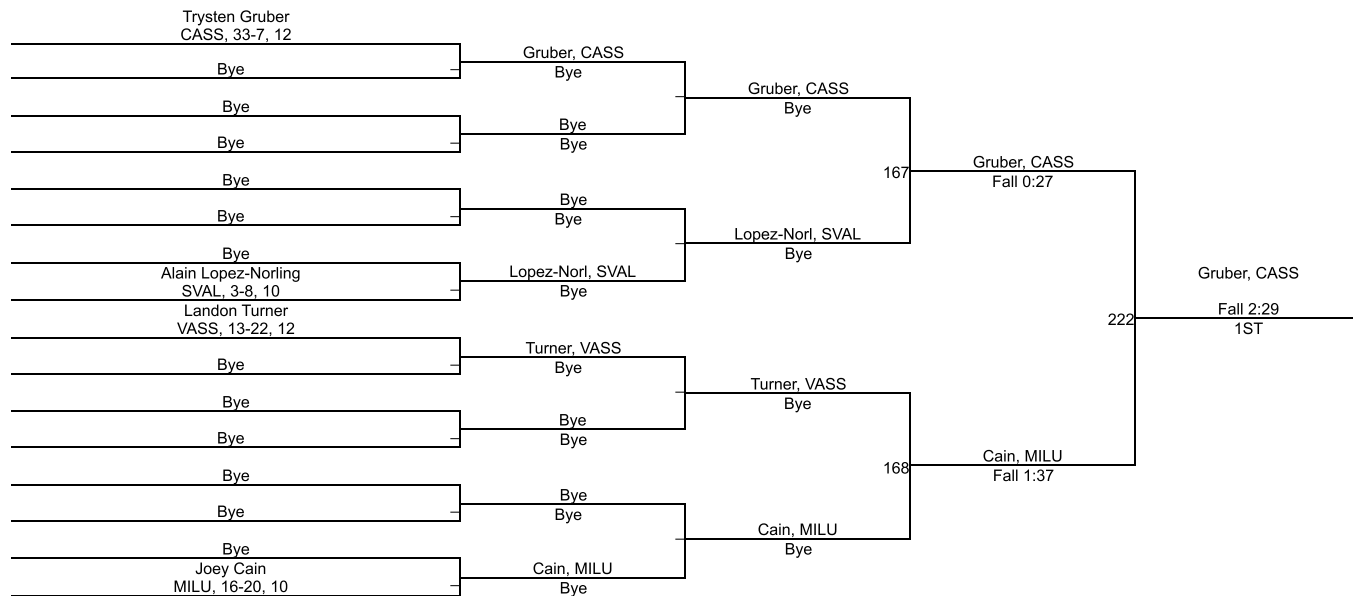 Trysten Gruber
CASS, 33-7, 12
Bye
Bye
Bye
Bye
Bye
Bye
Alain Lopez-Norling
SVAL, 3-8, 10
Landon Turner
VASS, 13-22, 12
Bye
Bye
Bye
Bye
Bye
Bye
Joey Cain
MILU, 16-20, 10
Gruber, CASS
Bye
Bye
Bye
Bye
Bye
Lopez-Norl, SVAL
Bye
Turner, VASS
Bye
Bye
Bye
Bye
Bye
Cain, MILU
Bye
Gruber, CASS
Bye
Lopez-Norl, SVAL
Bye
Turner, VASS
Bye
Cain, MILU
Bye
167
Gruber, CASS
Fall 0:27
168
Cain, MILU
Fall 1:37
222
Gruber, CASS
Fall 2:29
1ST